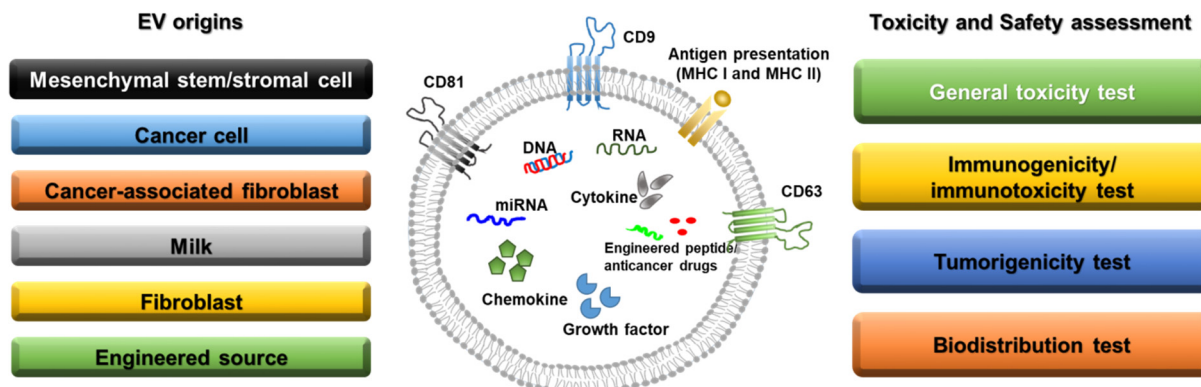 EV origins
Mesenchymal stem/stromal cell
Cancer cell
Cancer-associated fibroblast
Milk
Fibroblast
Engineered source
CD9
Antigen presentation
(MHC I and MHC II)
CD81
RNA
DNA
Cytokine
CD63
miRNA
Engineered peptide/
anticancer drugs
Chemokine
Growth factor
Toxicity and Safety assessment
General toxicity test
Immunogenicity/
immunotoxicity test
Tumorigenicity test
Biodistribution test